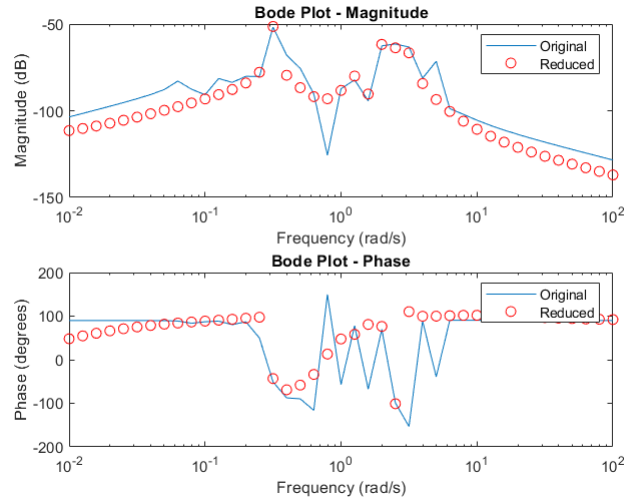 Bode Plot - Magnitude
Magnitude (dB)
-50
-100
-150
10^-2
10^-1
10^0
10^1
10^2
Frequency (rad/s)
Original
Reduced
Bode Plot - Phase
Phase (degrees)
200
100
0
-100
-200
10^-2
10^-1
10^0
10^1
10^2
Frequency (rad/s)
Original
Reduced